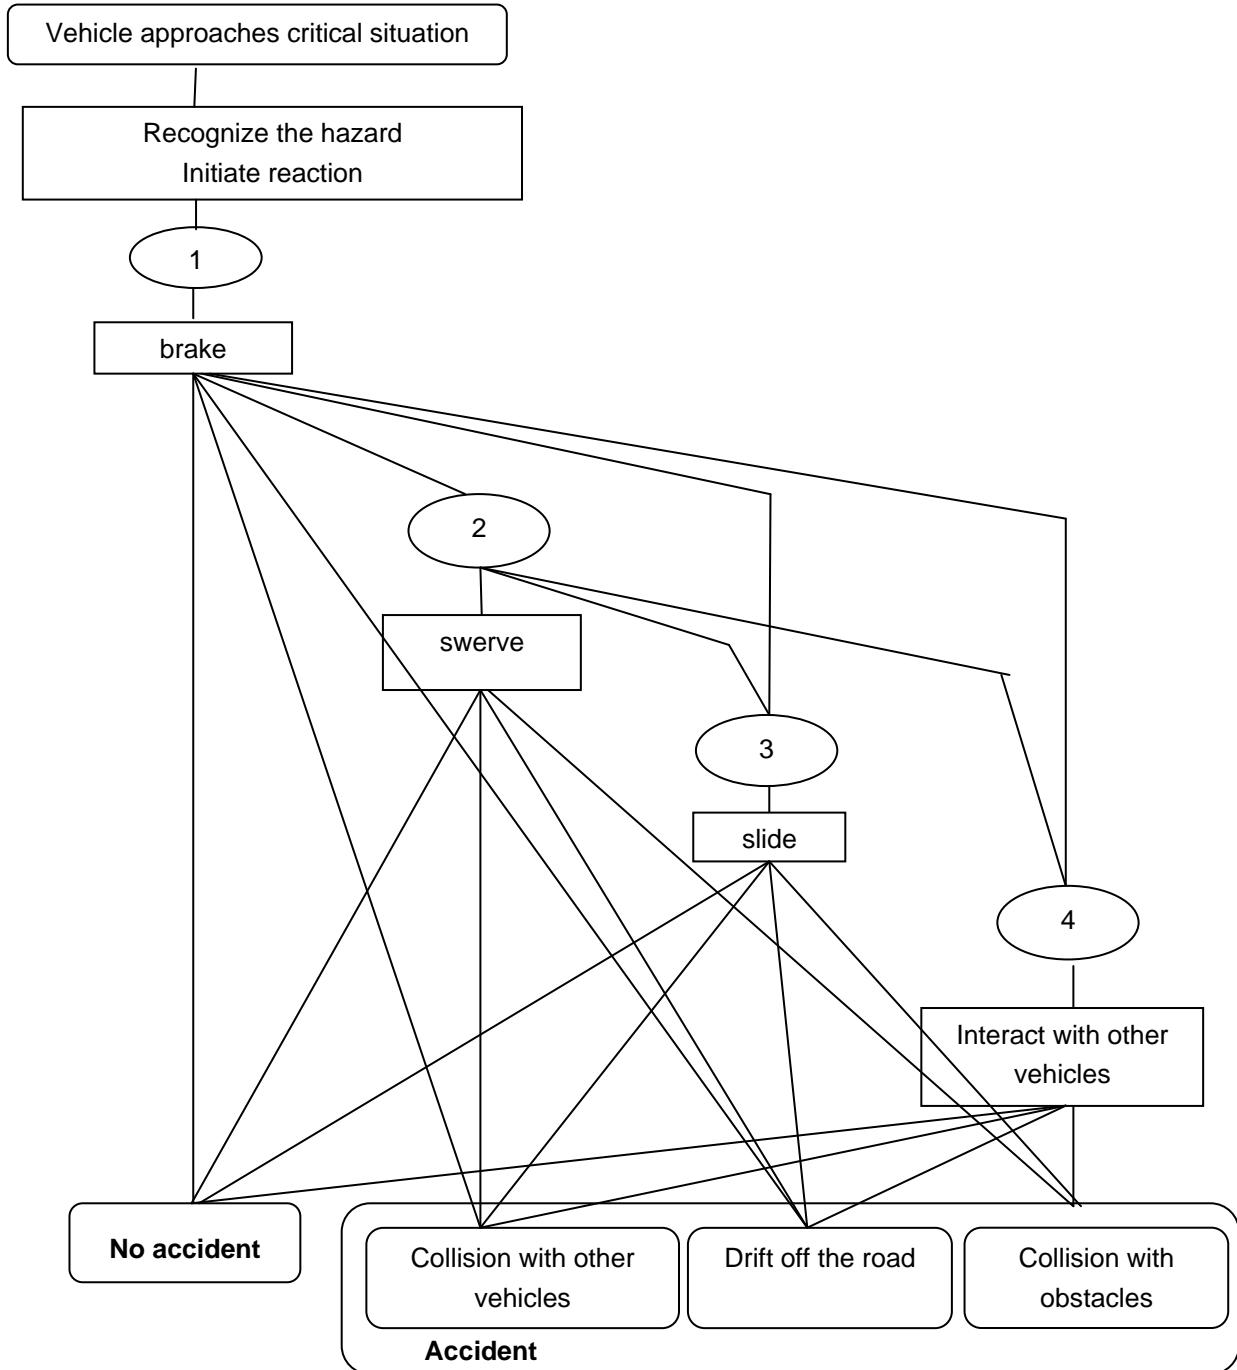 Vehicle approaches critical situation
Recognize the hazard
Initiate reaction
1
brake
2
swerve
3
slide
4
Interact with other
vehicles
No accident
Collision with other
vehicles
Drift off the road
Collision with
obstacles
Accident